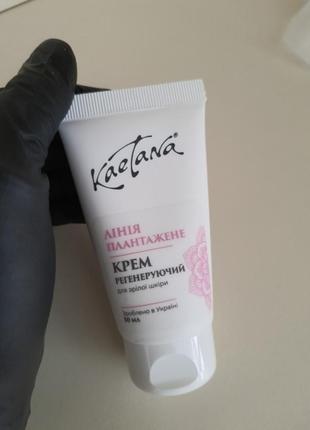 Kaetana®
ЛІНІЯ
ПЛАНТАЖЕНЕ
КРЕМ
РЕГЕНЕРУЮЧИЙ
для зрілої шкіри
Зроблено в Україні
50 мл